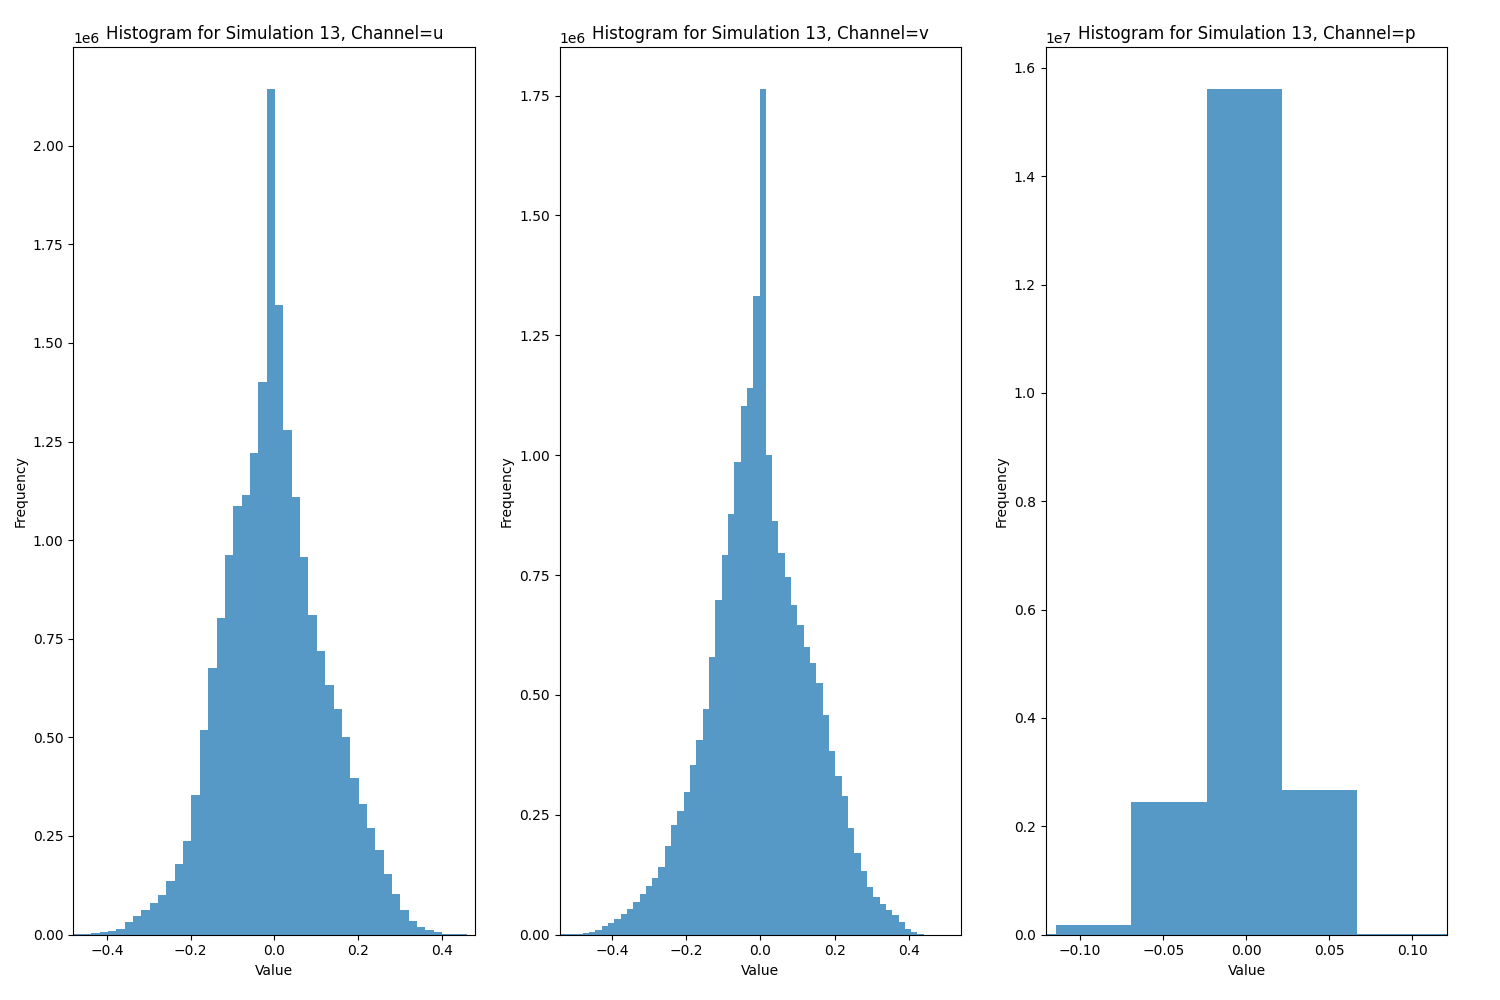 Histogram for Simulation 13, Channel=u
1e6
2.00
1.75
1.50
1.25
1.00
0.75
0.50
0.25
0.00
Frequency
−0.4 −0.2 0.0 0.2 0.4
Value
Histogram for Simulation 13, Channel=v
1e6
1.75
1.50
1.25
1.00
0.75
0.50
0.25
0.00
Frequency
−0.4 −0.2 0.0 0.2 0.4
Value
Histogram for Simulation 13, Channel=p
1e7
1.6
1.4
1.2
1.0
0.8
0.6
0.4
0.2
0.0
Frequency
−0.10 −0.05 0.00 0.05 0.10
Value